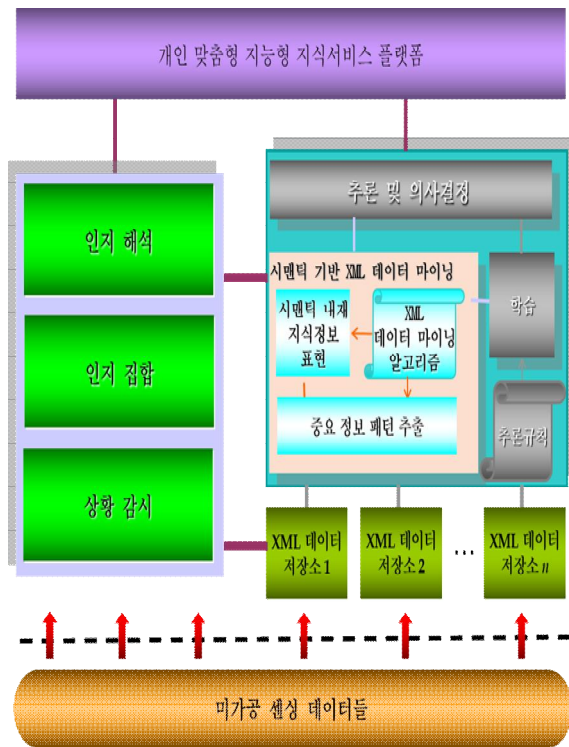 개인 맞춤형 지능형 지식서비스 플랫폼
인지 해석
인지 집합
상황 감시
추론 및 의사결정
시맨틱 기반 XML 데이터 마이닝
시맨틱 내재
지식정보
표현
XML
데이터 마이닝
알고리즘
중요 정보 패턴 추출
학습
추론규칙
XML 데이터
저장소1
XML 데이터
저장소2
...
XML 데이터
저장소n
미가공 센싱 데이터들